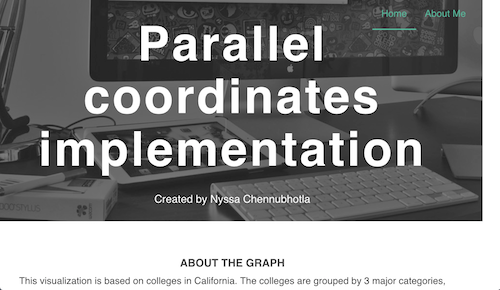 Home About Me
Parallel
coordinates
implementation
Created by Nyssa Chennubhotla
ABOUT THE GRAPH
This visualization is based on colleges in California. The colleges are grouped by 3 major categories,